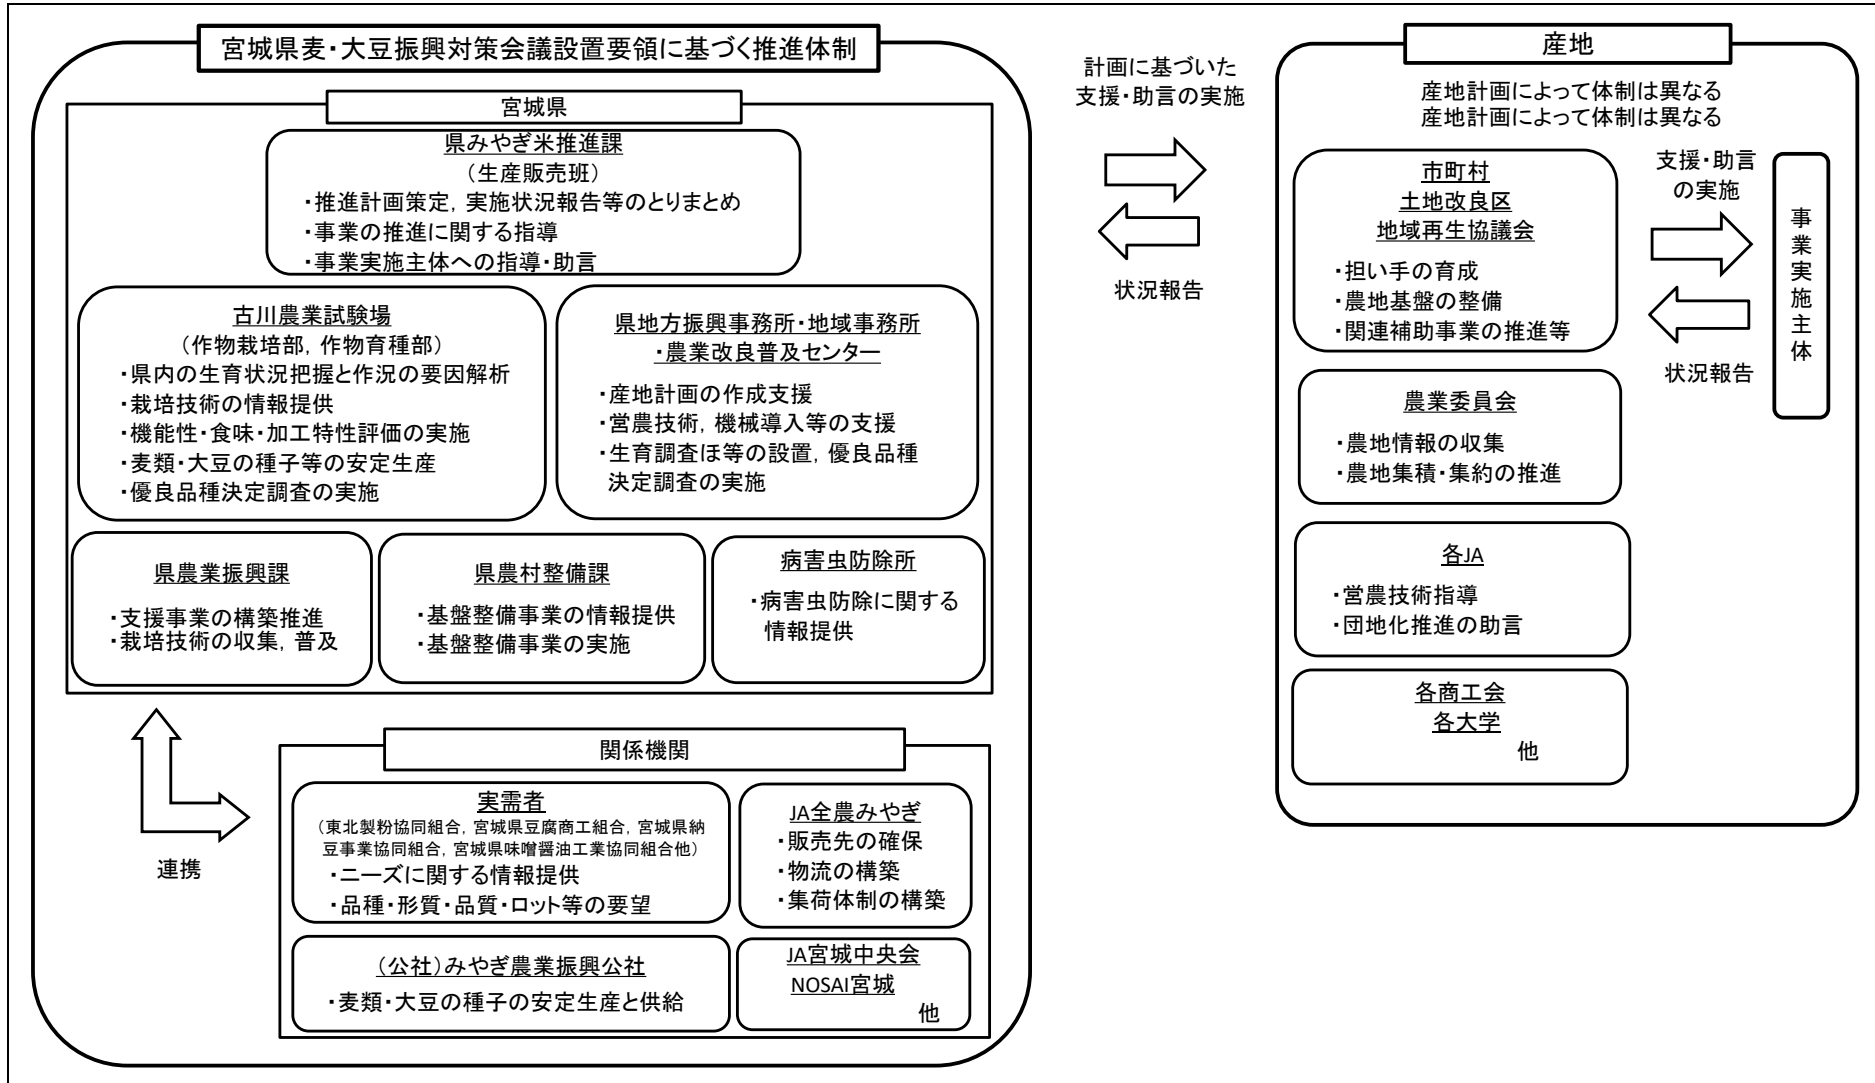 宮城県麦・大豆振興対策会議設置要領に基づく推進体制
宮城県
県みやぎ米推進課
（生産販売班）
・推進計画策定，実施状況報告等のとりまとめ
・事業の推進に関する指導
・事業実施主体への指導・助言
古川農業試験場
（作物栽培部，作物育種部）
・県内の生育状況把握と作況の要因解析
・栽培技術の情報提供
・機能性・食味・加工特性評価の実施
・麦類・大豆の種子等の安定生産
・優良品種決定調査の実施
県地方振興事務所・地域事務所
・農業改良普及センター
・産地計画の作成支援
・営農技術，機械導入等の支援
・生育調査ほ等の設置，優良品種
決定調査の実施
県農業振興課
・支援事業の構築推進
・栽培技術の収集，普及
県農村整備課
・基盤整備事業の情報提供
・基盤整備事業の実施
病害虫防除所
・病害虫防除に関する
情報提供
連携
関係機関
実需者
（東北製粉協同組合，宮城県豆腐商工組合，宮城県納
豆事業協同組合，宮城県味噌醤油工業協同組合他）
・ニーズに関する情報提供
・品種・形質・品質・ロット等の要望
JA全農みやぎ
・販売先の確保
・物流の構築
・集荷体制の構築
（公社）みやぎ農業振興公社
・麦類・大豆の種子の安定生産と供給
JA宮城中央会
NOSAI宮城
他
計画に基づいた
支援・助言の実施
状況報告
産地
産地計画によって体制は異なる
産地計画によって体制は異なる
市町村
土地改良区
地域再生協議会
・担い手の育成
・農地基盤の整備
・関連補助事業の推進等
農業委員会
・農地情報の収集
・農地集積・集約の推進
各JA
・営農技術指導
・団地化推進の助言
各商工会
各大学
他
支援・助言
の実施
状況報告
事業実施主体